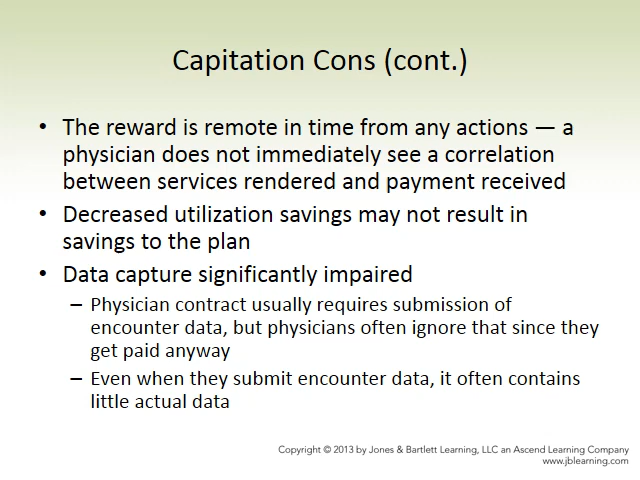 Capitation Cons (cont.)
• The reward is remote in time from any actions — a
physician does not immediately see a correlation
between services rendered and payment received
• Decreased utilization savings may not result in
savings to the plan
• Data capture significantly impaired
– Physician contract usually requires submission of
encounter data, but physicians often ignore that since they
get paid anyway
– Even when they submit encounter data, it often contains
little actual data
Copyright © 2013 by Jones & Bartlett Learning, LLC an Ascend Learning Company
www.jblearning.com